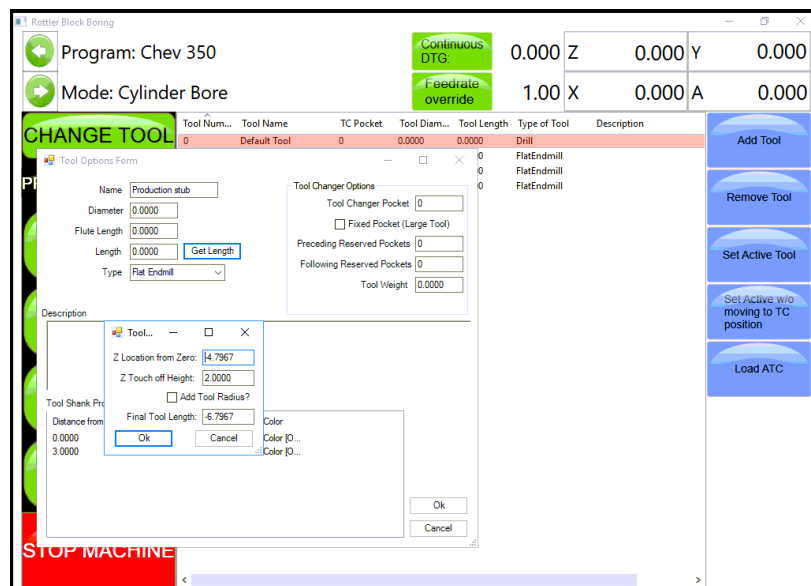 Rottler Block Boring
Program: Chev 350
Continuous DTG:
0.000 Z 0.000 Y 0.000
Mode: Cylinder Bore
Feedrate override
1.00 X 0.000 A 0.000
CHANGE TOOL
Tool Num... Tool Name TC Pocket Tool Diam... Tool Length Type of Tool Description
0 Default Tool 0 0.0000 0.0000 Drill
0 FlatEndmill
0 FlatEndmill
0 FlatEndmill
Add Tool
Remove Tool
Set Active Tool
Set Active w/o
moving to TC
position
Load ATC
Tool Options Form
Name Production stub
Diameter 0.0000
Flute Length 0.0000
Length 0.0000 Get Length
Type Flat Endmill
Tool Changer Options
Tool Changer Pocket 0
Fixed Pocket (Large Tool)
Preceding Reserved Pockets 0
Following Reserved Pockets 0
Tool Weight 0.0000
Description
Tool...
Z Location from Zero: -4.7967
Z Touch off Height: 2.0000
Add Tool Radius?
Final Tool Length: -6.7967
Ok Cancel
Tool Shank Pro
Distance from Color
0.0000 Color [O...
3.0000 Color [O...
Ok
Cancel
STOP MACHINE